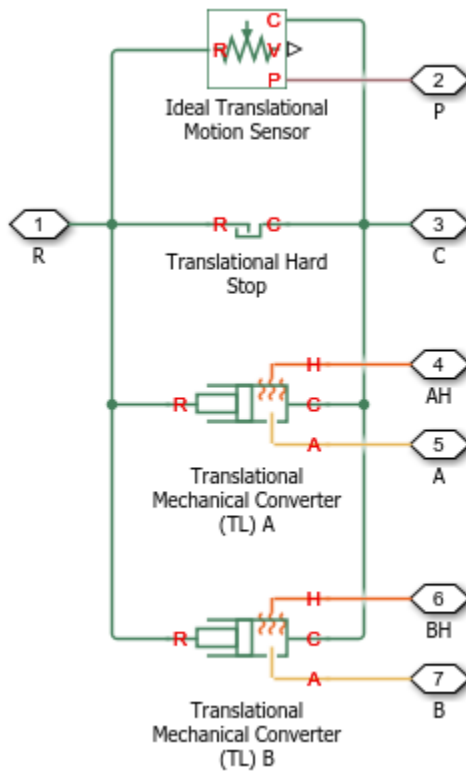 C
R V
P
2
P
Ideal Translational
Motion Sensor
1
R
R C
3
C
Translational Hard
Stop
H
4
AH
R C
A
5
A
Translational
Mechanical Converter
(TL) A
H
6
BH
R C
A
7
B
Translational
Mechanical Converter
(TL) B